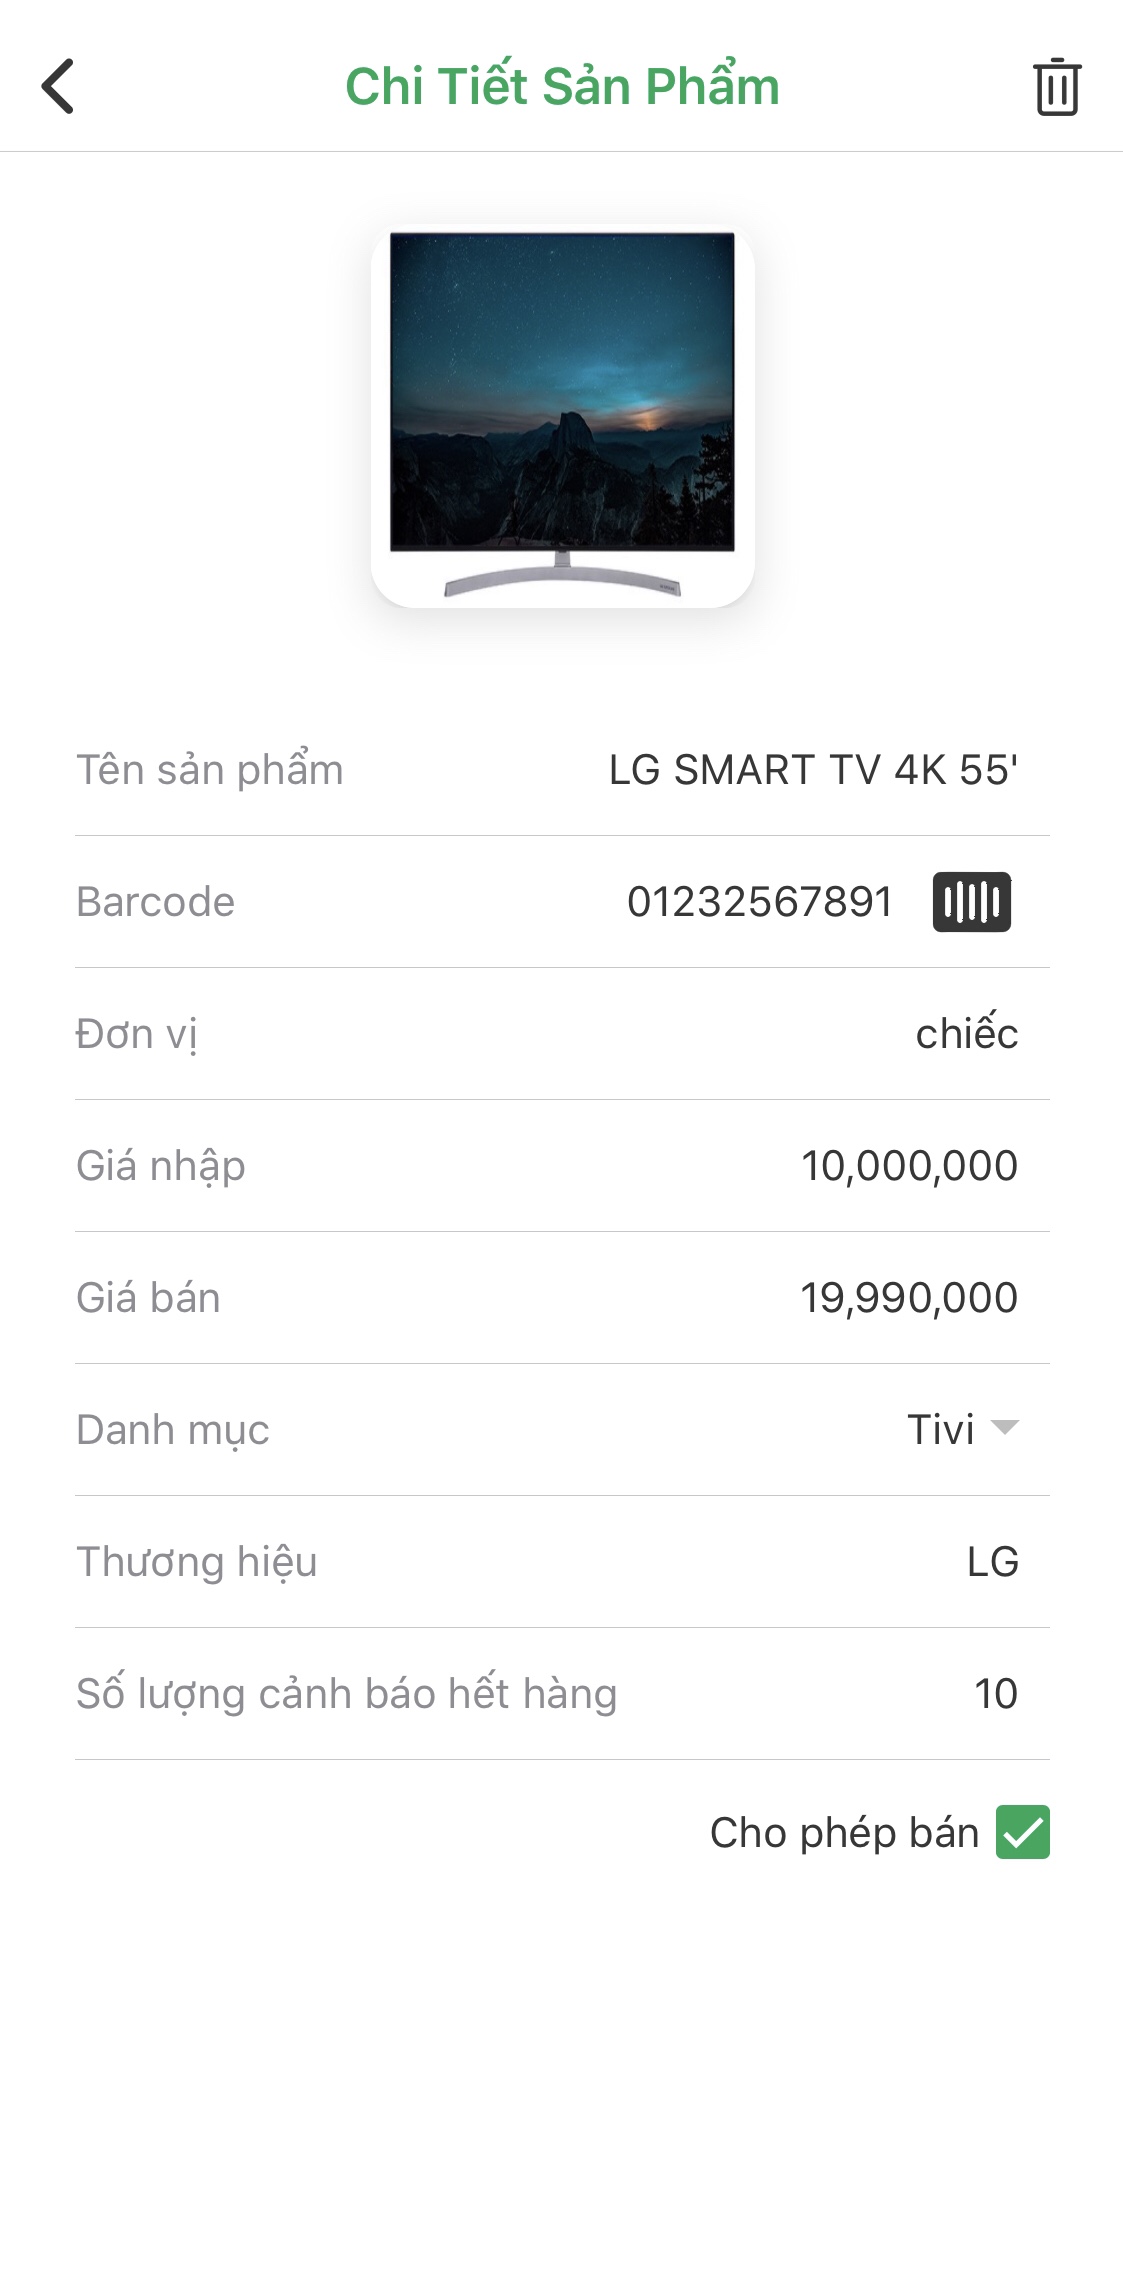 Chi Tiết Sản Phẩm
Tên sản phẩm LG SMART TV 4K 55'
Barcode 01232567891
Đơn vị chiếc
Giá nhập 10,000,000
Giá bán 19,990,000
Danh mục Tivi
Thương hiệu LG
Số lượng cảnh báo hết hàng 10
Cho phép bán